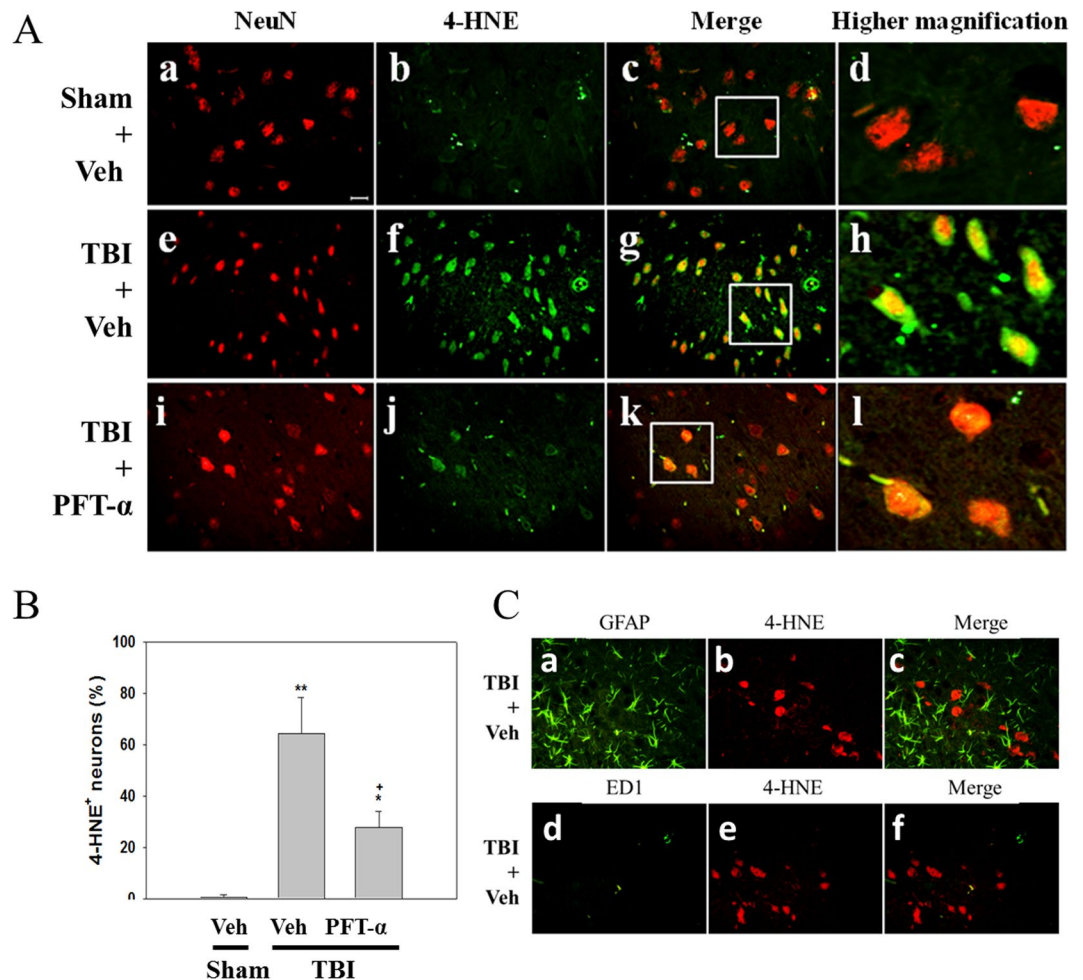 A
NeuN 4-HNE Merge Higher magnification
Sham
+
Veh
a b c d
TBI
+
Veh
e f g h
TBI
+
PFT-α
i j k l
B
4-HNE+ neurons (%)
100
80
60
40
20
0
**
+
*
Veh Veh PFT-α
Sham TBI
C
GFAP 4-HNE Merge
TBI
+
Veh
a b c
ED1 4-HNE Merge
TBI
+
Veh
d e f